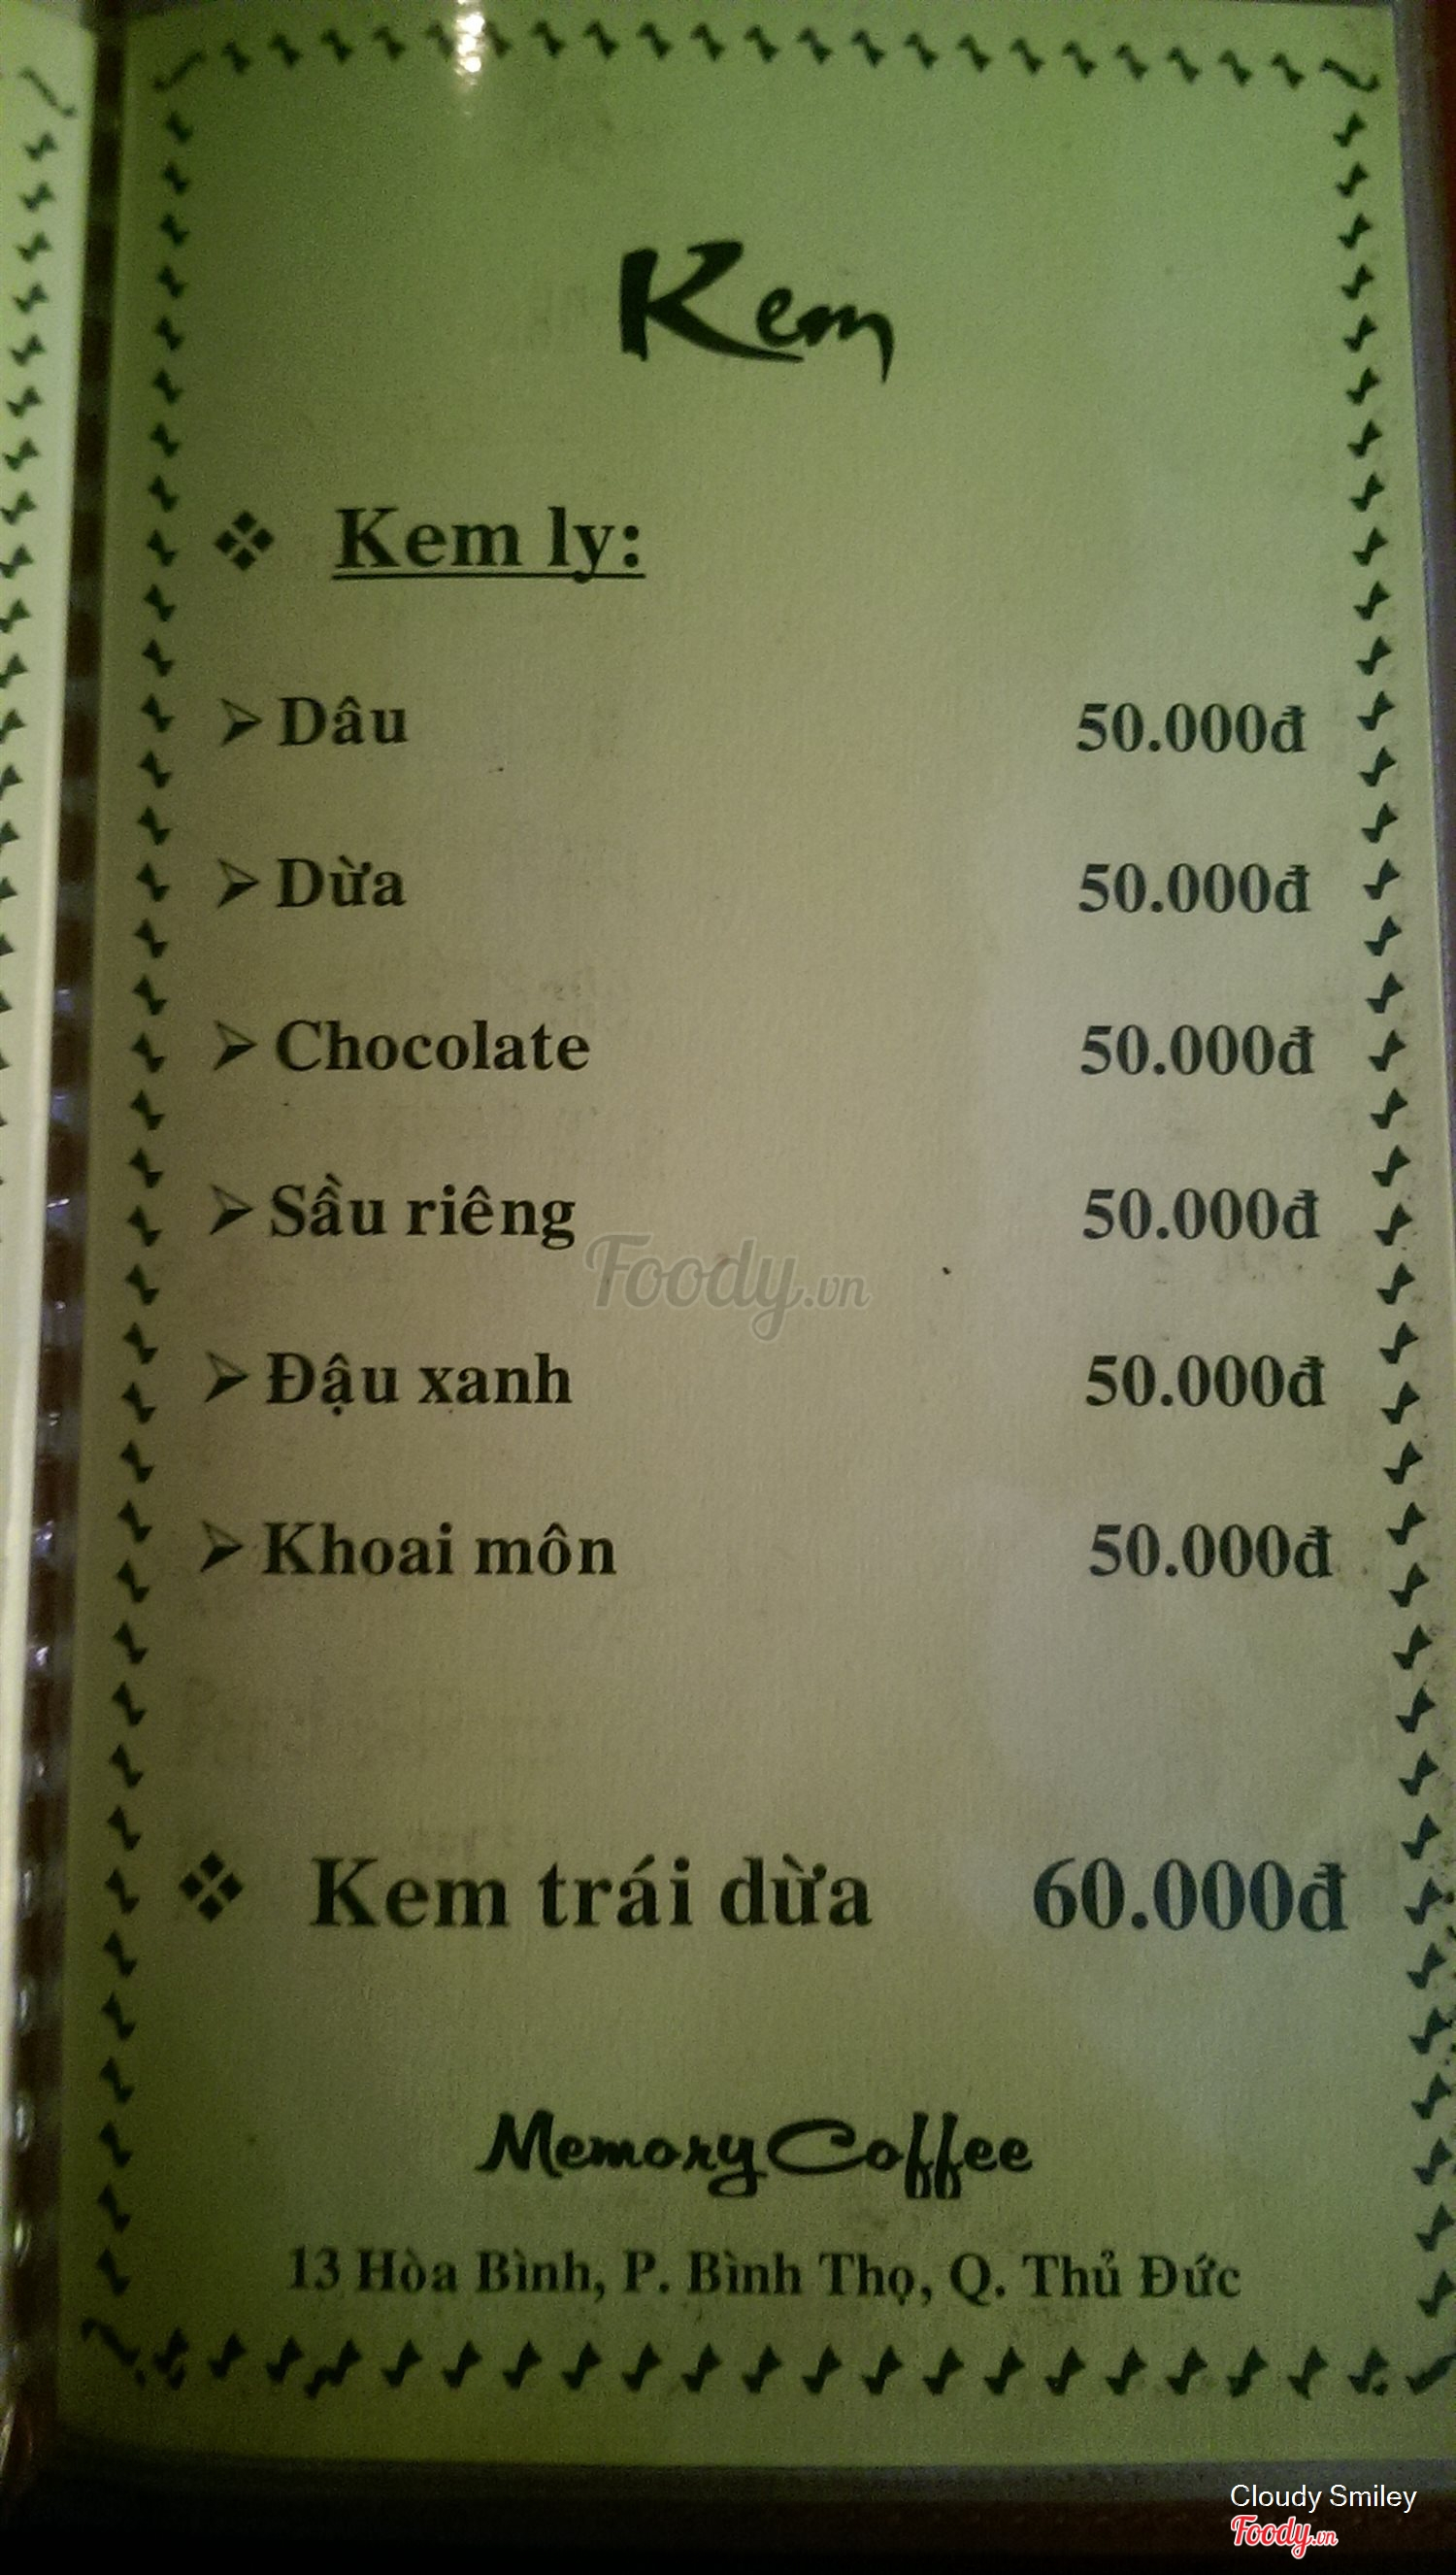 Kem
Kem ly:
Dâu 50.000đ
Dừa 50.000đ
Chocolate 50.000đ
Sầu riêng 50.000đ
Foody.vn
Đậu xanh 50.000đ
Khoai môn 50.000đ
Kem trái dừa 60.000đ
Memory Coffee
13 Hòa Bình, P. Bình Thọ, Q. Thủ Đức
Cloudy Smiley
Foody.vn